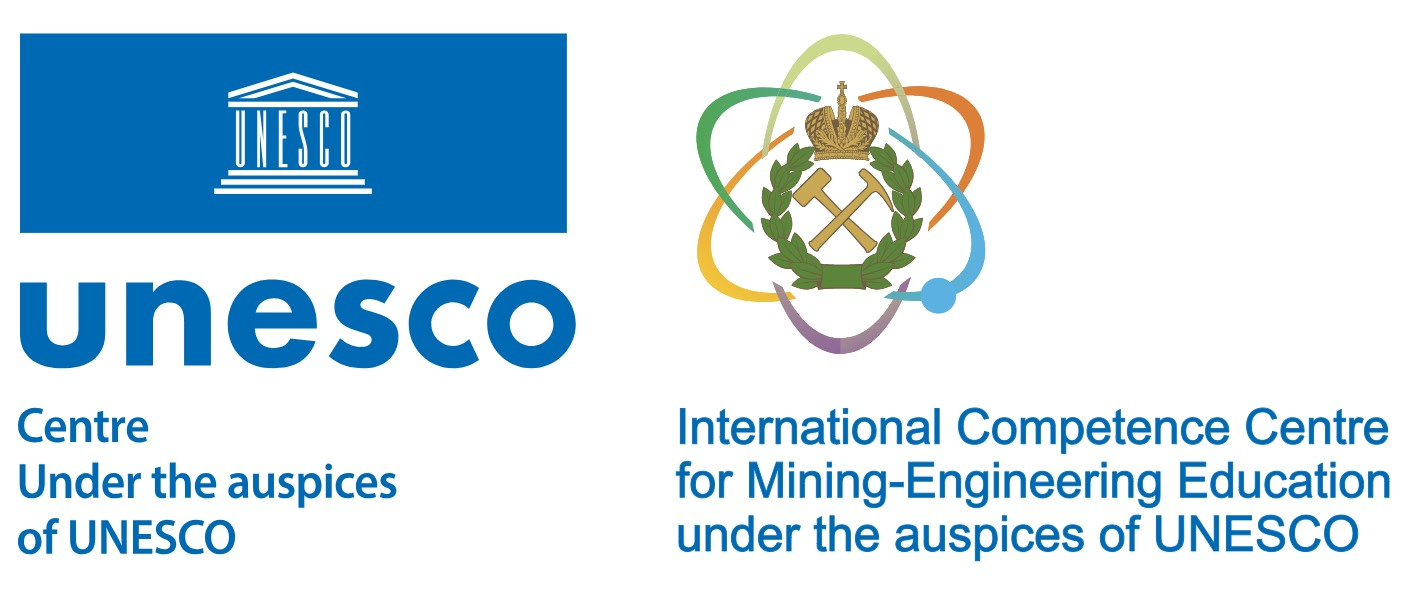 UNESCO
unesco
Centre
Under the auspices
of UNESCO
International Competence Centre
for Mining-Engineering Education
under the auspices of UNESCO